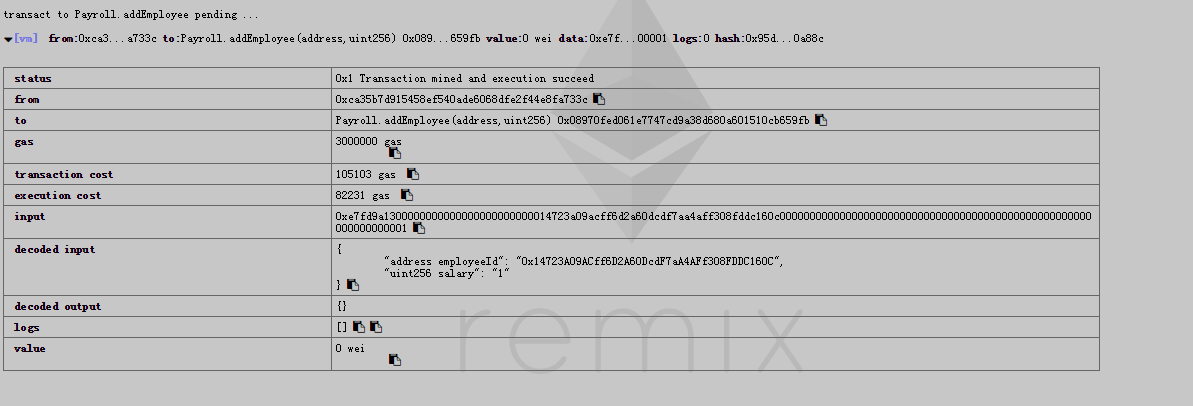 transact to Payroll.addEmployee pending ...
[vm] from:0xca3...a733c to:Payroll.addEmployee(address,uint256) 0x089...659fb value:0 wei data:0xe7f...00001 logs:0 hash:0x95d...0a88c
status 0x1 Transaction mined and execution succeed
from 0xca35b7d915458ef540ade6068dfe2f44e8fa733c
to Payroll.addEmployee(address,uint256) 0x08970fed061e7747cd9a38d680a601510cb659fb
gas 3000000 gas
transaction cost 105103 gas
execution cost 82231 gas
input 0xe7fd9a1300000000000000000000000014723a09acff6d2a60dcdf7aa4aff308fddc160c0000000000000000000000000000000000000000000000000000
000000000001
decoded input {
"address employeeId": "0x14723A09ACff6D2A60DcdF7aA4AFf308FDDC160C",
"uint256 salary": "1"
}
decoded output {}
logs []
value 0 wei
remix